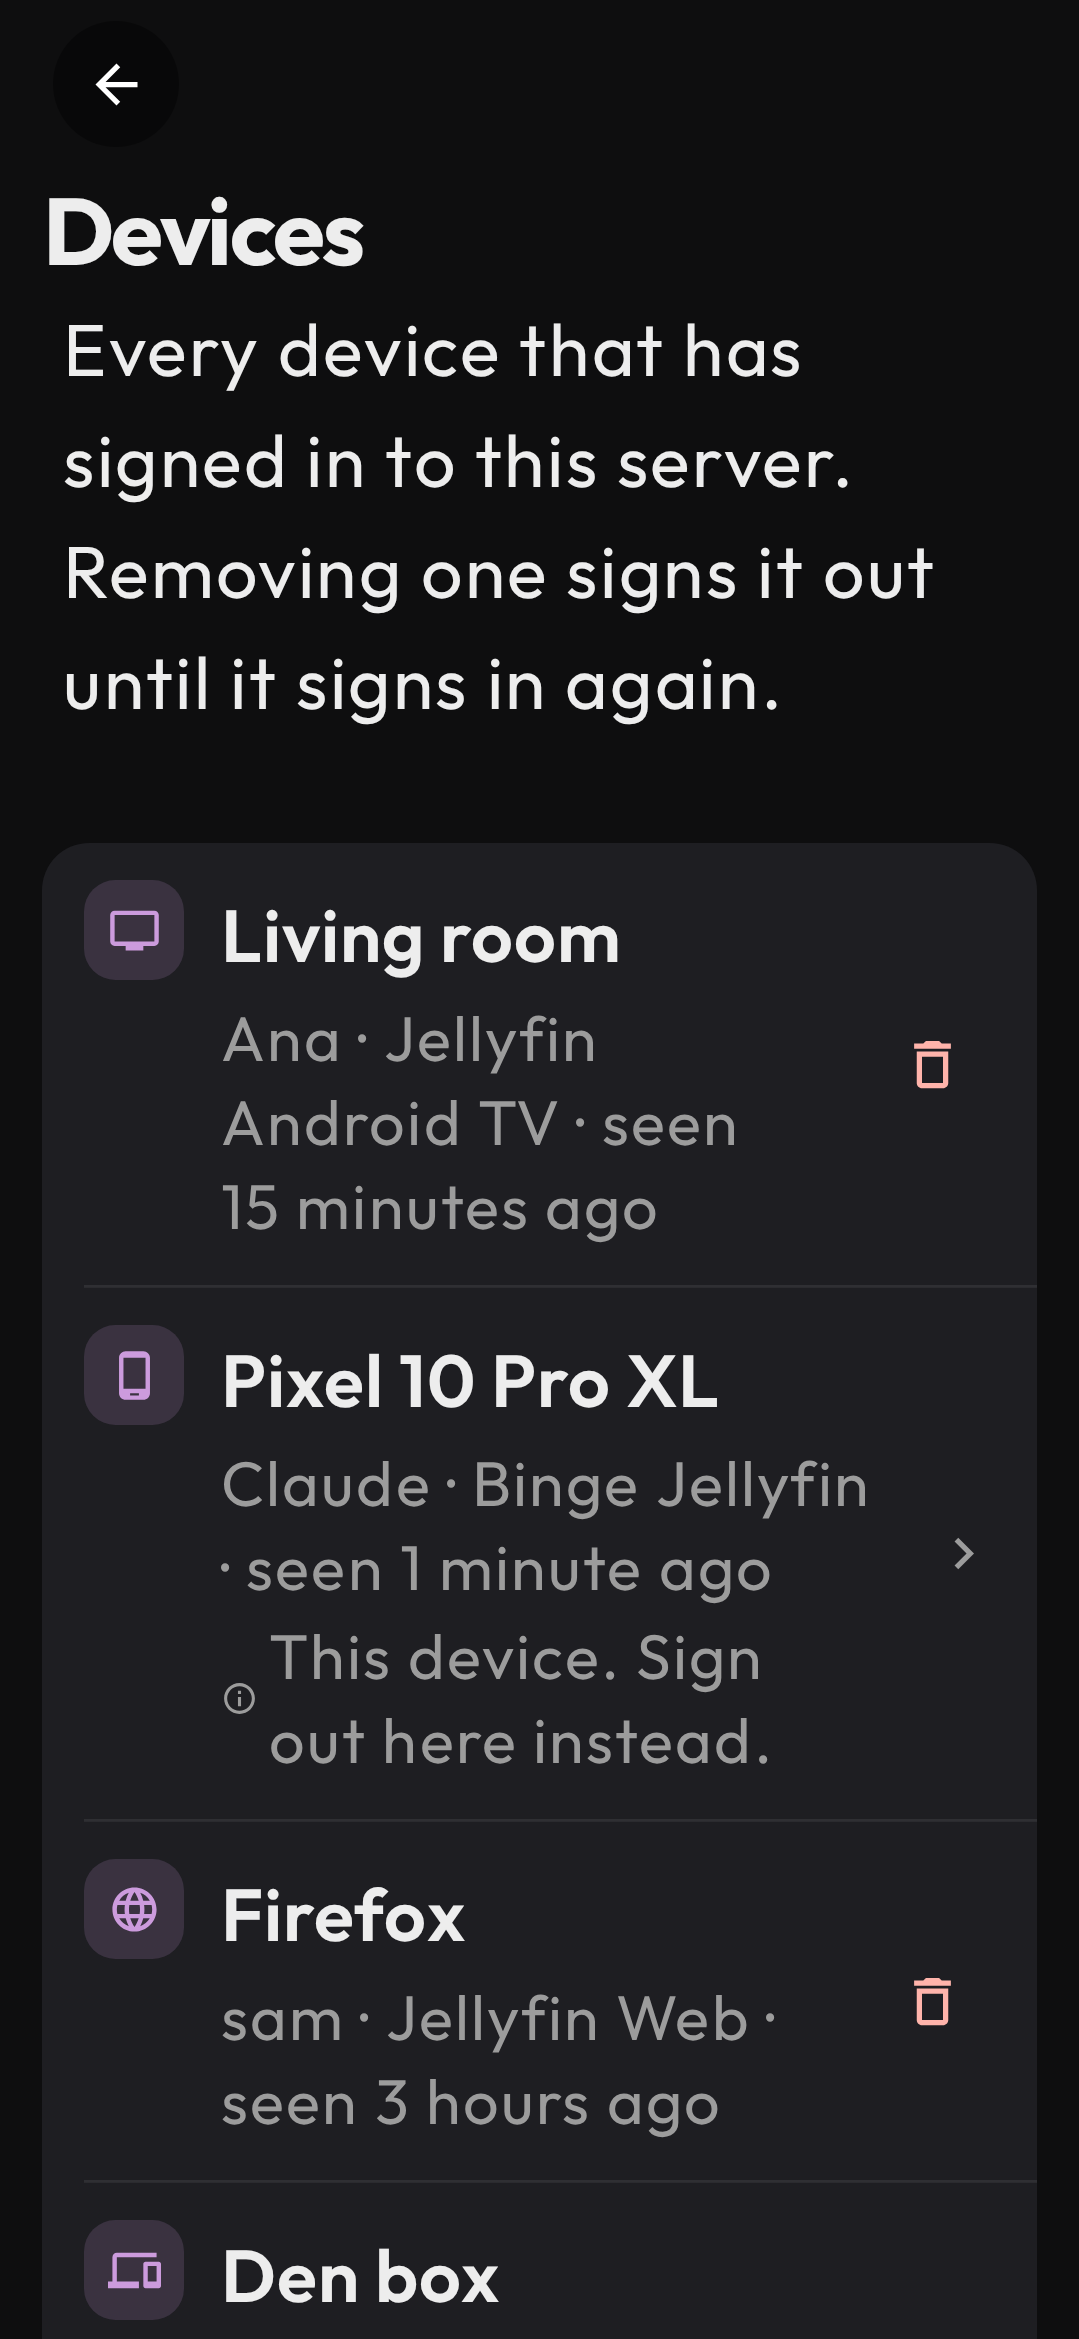 Devices
Every device that has
signed in to this server.
Removing one signs it out
until it signs in again.
Living room
Ana · Jellyfin
Android TV · seen
15 minutes ago
Pixel 10 Pro XL
Claude · Binge Jellyfin
· seen 1 minute ago
This device. Sign
out here instead.
Firefox
sam · Jellyfin Web ·
seen 3 hours ago
Den box